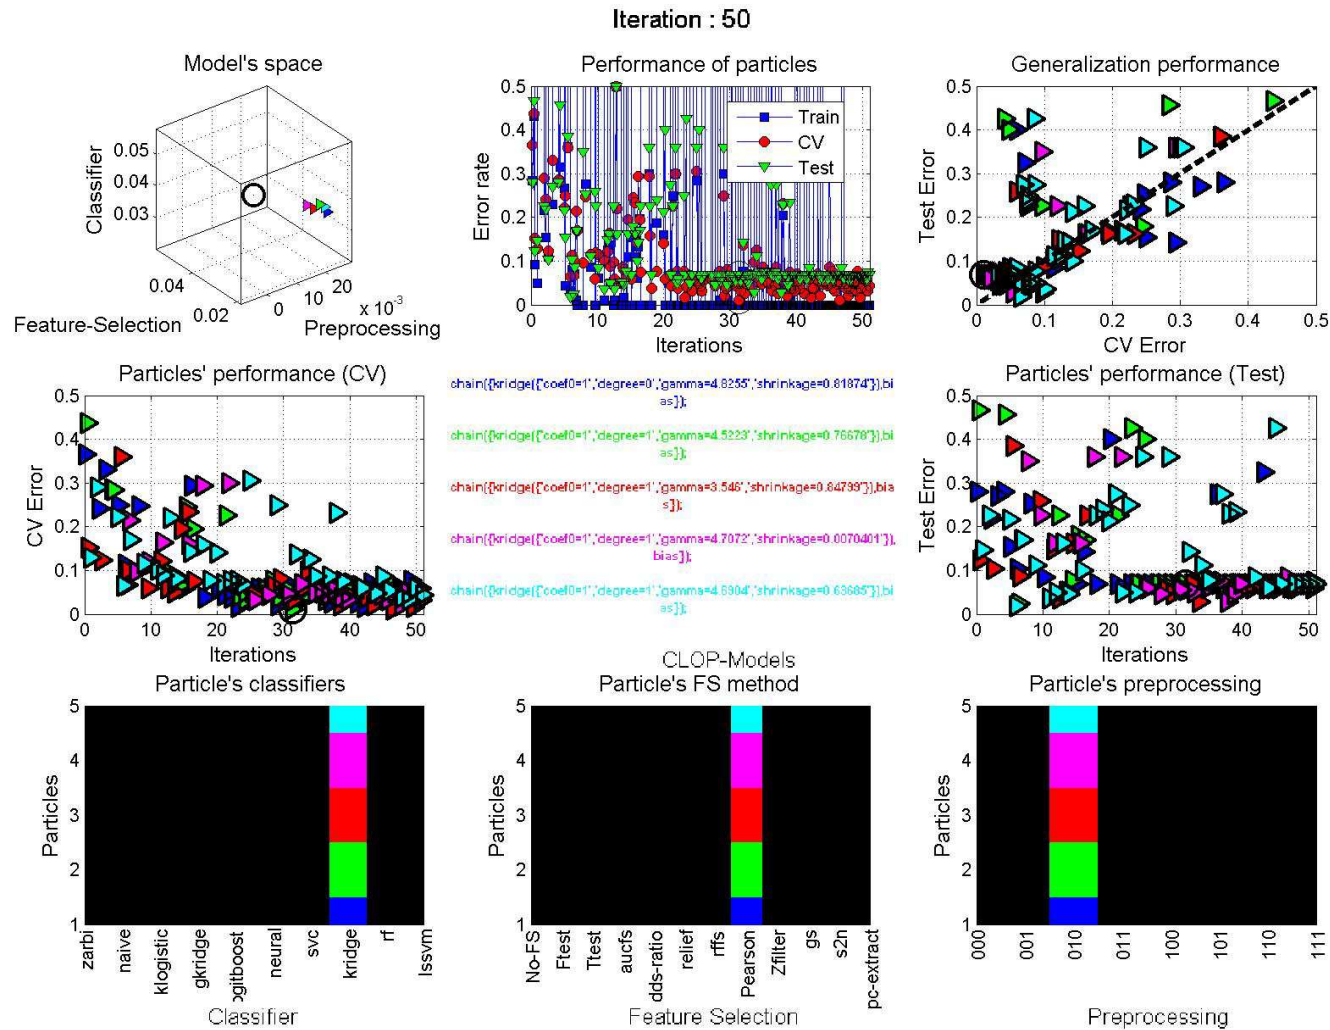 Iteration : 50
Model's space
0.05
0.04
0.03
Classifier
0.04
0.02
0
10
20
x 10⁻³
Feature-Selection
Preprocessing
Performance of particles
0.5
0.4
0.3
0.2
0.1
0
Error rate
Train
CV
Test
0 10 20 30 40 50
Iterations
Generalization performance
0.5
0.4
0.3
0.2
0.1
0
Test Error
0 0.1 0.2 0.3 0.4 0.5
CV Error
Particles' performance (CV)
0.5
0.4
0.3
0.2
0.1
0
CV Error
0 10 20 30 40 50
Iterations
chain({kridge({'coef0=1','degree=0','gamma=4.8255','shrinkage=0.81874'}),bi
as});
chain({kridge({'coef0=1','degree=1','gamma=4.5223','shrinkage=0.76678'}),bi
as});
chain({kridge({'coef0=1','degree=1','gamma=3.546','shrinkage=0.84799'}),bia
s});
chain({kridge({'coef0=1','degree=1','gamma=4.7072','shrinkage=0.0070401'}),
bias});
chain({kridge({'coef0=1','degree=1','gamma=4.6904','shrinkage=0.63685'}),bi
as});
CLOP-Models
Particles' performance (Test)
0.5
0.4
0.3
0.2
0.1
0
Test Error
0 10 20 30 40 50
Iterations
Particle's classifiers
5
4
3
2
1
Particles
zarbi
naive
klogistic
gkridge
ogitboost
neural
svc
kridge
rf
lssvm
Classifier
Particle's FS method
5
4
3
2
1
Particles
No-FS
Ftest
Ttest
aucfs
dds-ratio
relief
rffs
Pearson
Zfilter
gs
s2n
pc-extract
Feature Selection
Particle's preprocessing
5
4
3
2
1
Particles
000
001
010
011
100
101
110
111
Preprocessing